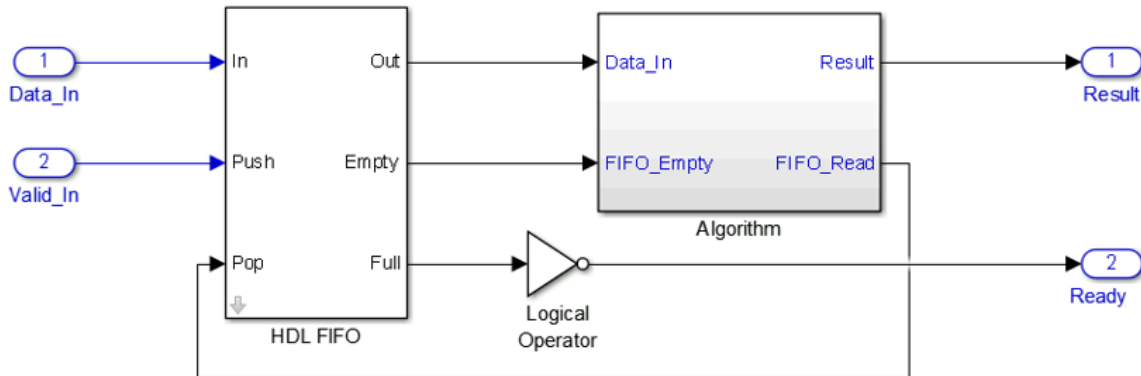 1
In
Out
Data_In
Result
1
Data_In
Result
2
Push
Empty
FIFO_Empty
FIFO_Read
Valid_In
Algorithm
Pop
Full
2
Ready
HDL FIFO
Logical
Operator